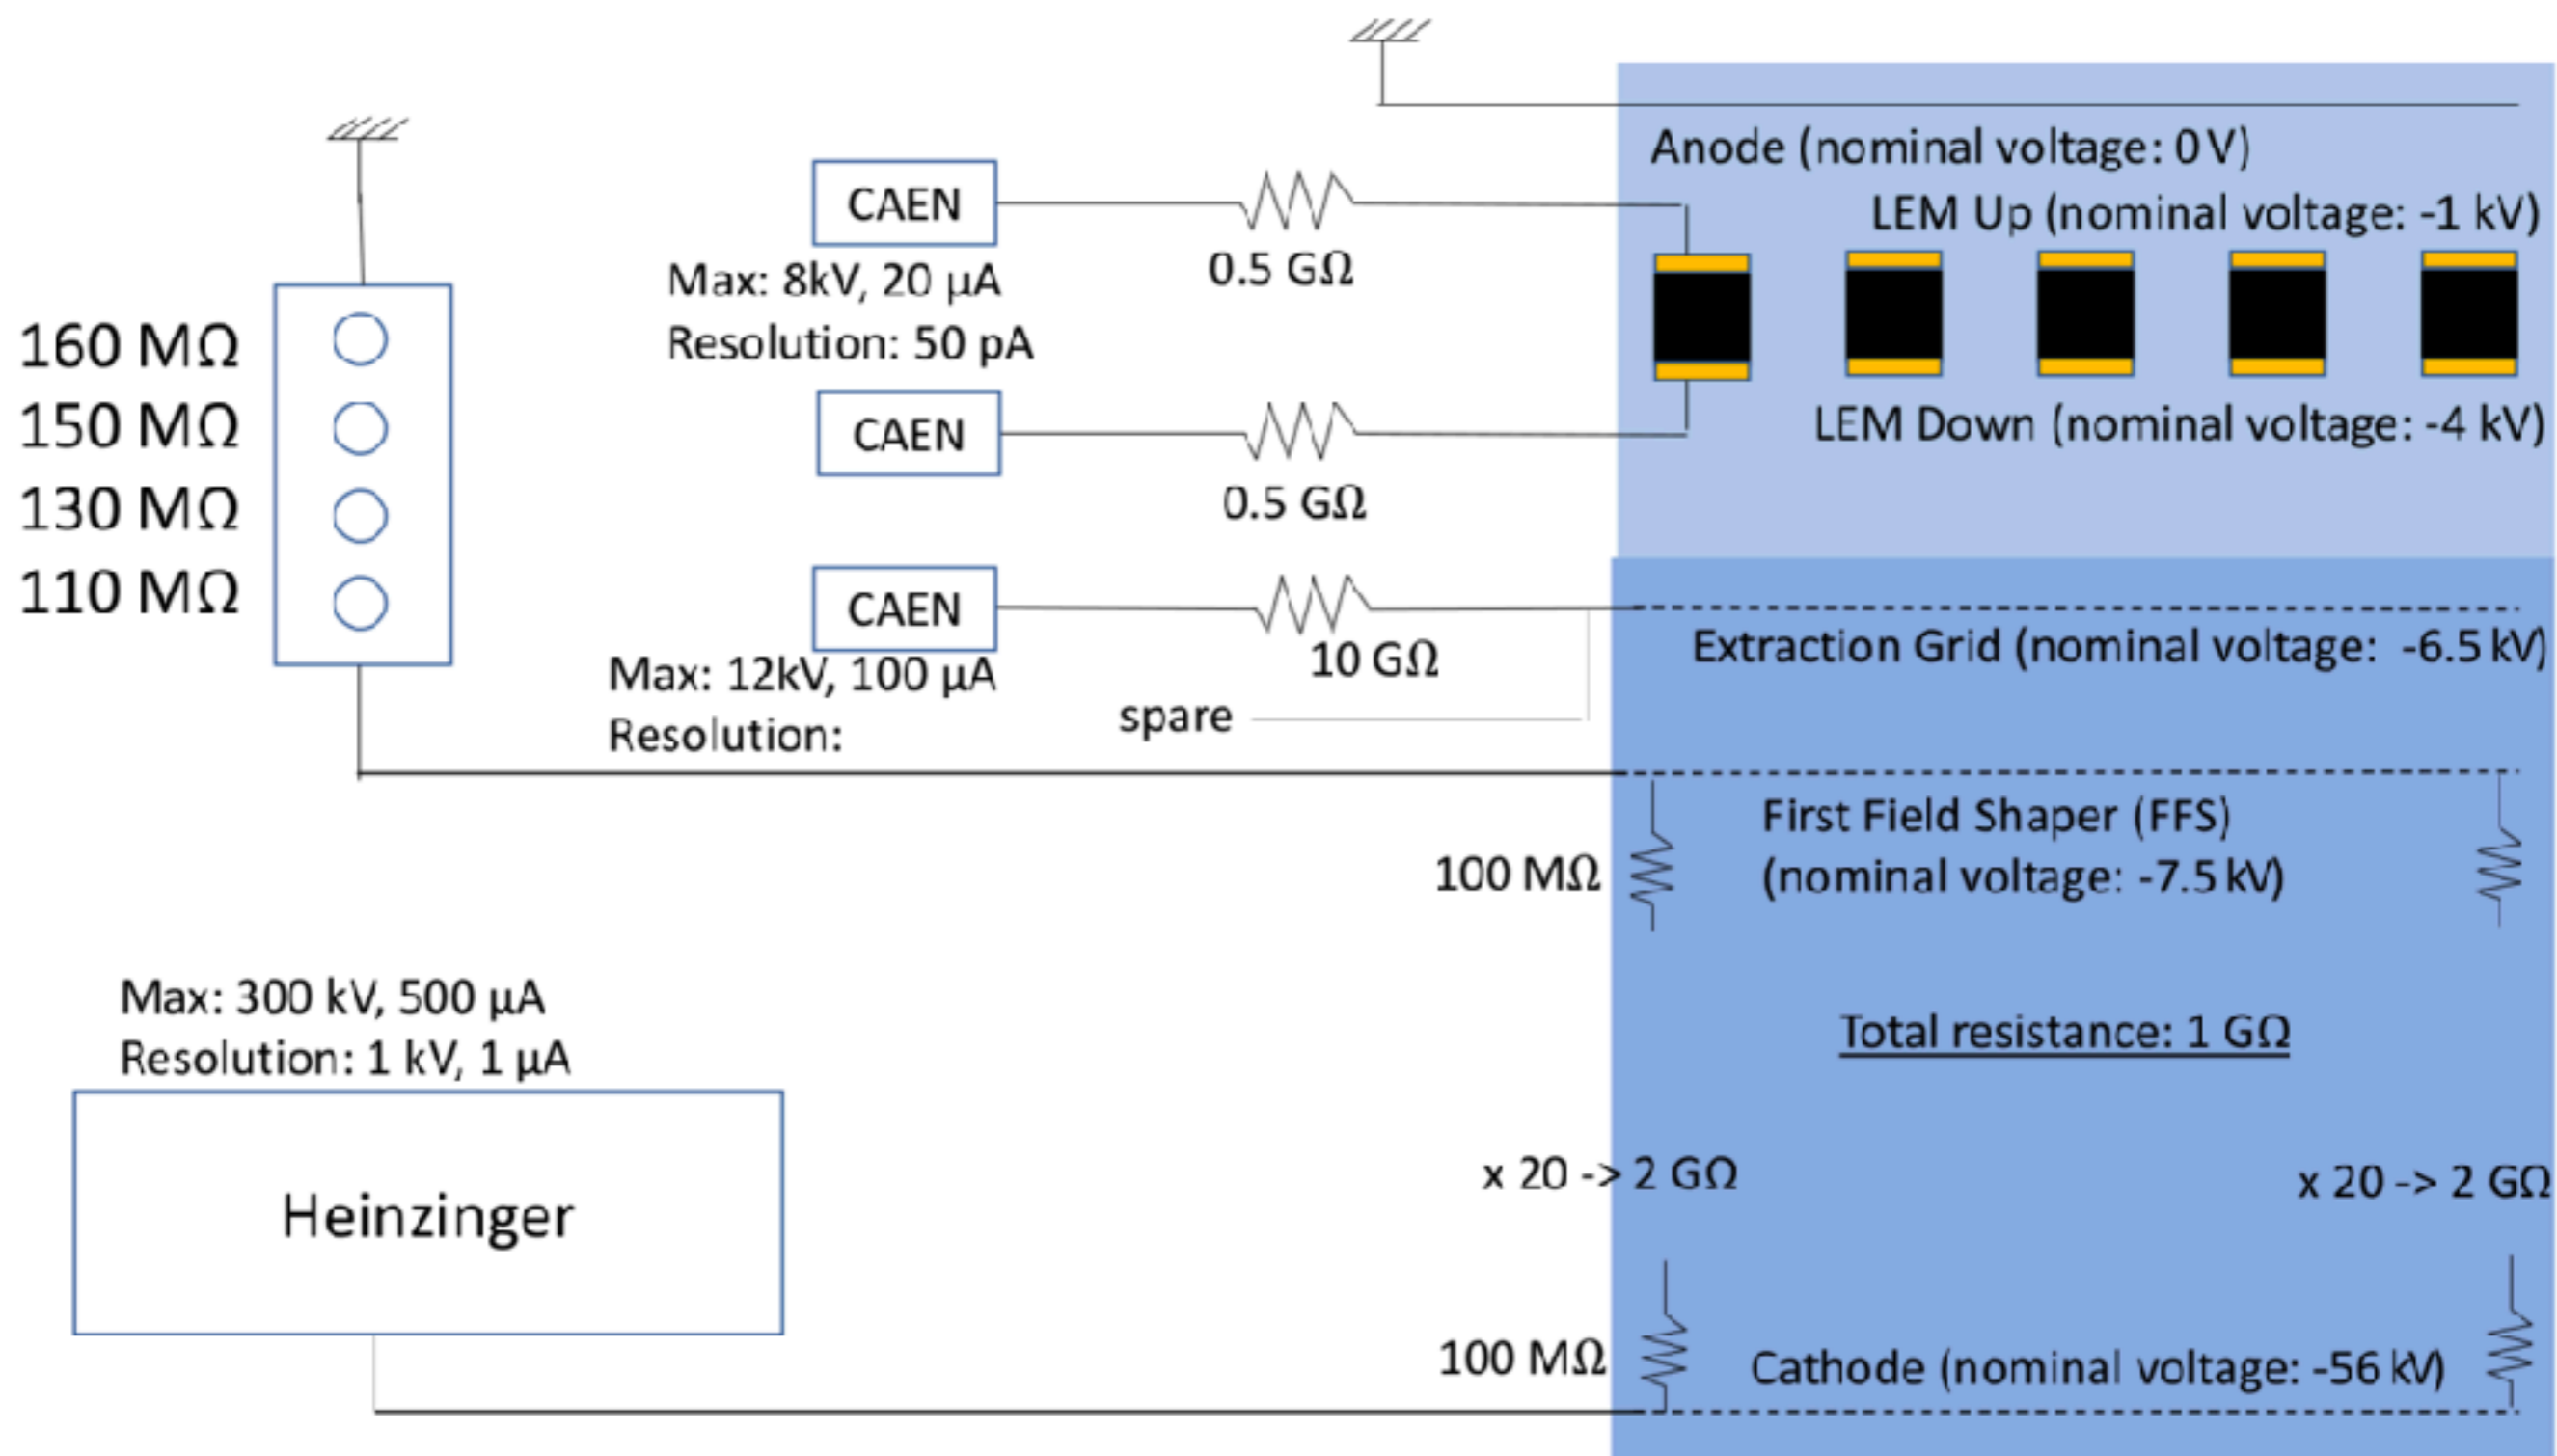 Anode (nominal voltage: 0 V)
CAEN
LEM Up (nominal voltage: -1 kV)
0.5 GΩ
Max: 8kV, 20 µA
Resolution: 50 pA
160 MΩ
150 MΩ
130 MΩ
110 MΩ
CAEN
LEM Down (nominal voltage: -4 kV)
0.5 GΩ
CAEN
Extraction Grid (nominal voltage: -6.5 kV)
10 GΩ
Max: 12kV, 100 µA
Resolution:
spare
First Field Shaper (FFS)
(nominal voltage: -7.5 kV)
100 MΩ
Max: 300 kV, 500 µA
Resolution: 1 kV, 1 µA
Total resistance: 1 GΩ
Heinzinger
x 20 -> 2 GΩ
x 20 -> 2 GΩ
100 MΩ
Cathode (nominal voltage: -56 kV)